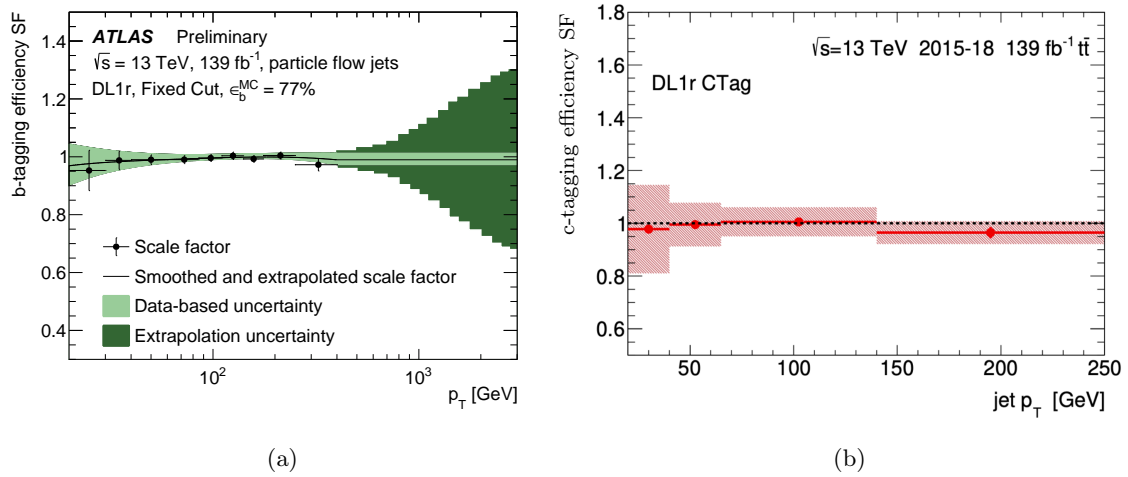 ATLAS Preliminary
√s = 13 TeV, 139 fb⁻¹, particle flow jets
DL1r, Fixed Cut, ϵ_b^MC = 77%
b-tagging efficiency SF
1.4
1.2
1
0.8
0.6
0.4
Scale factor
Smoothed and extrapolated scale factor
Data-based uncertainty
Extrapolation uncertainty
10²
10³
p_T [GeV]
(a)
√s=13 TeV 2015-18 139 fb⁻¹ tt̄
DL1r CTag
c-tagging efficiency SF
1.8
1.6
1.4
1.2
1
0.8
0.6
50
100
150
200
250
jet p_T [GeV]
(b)